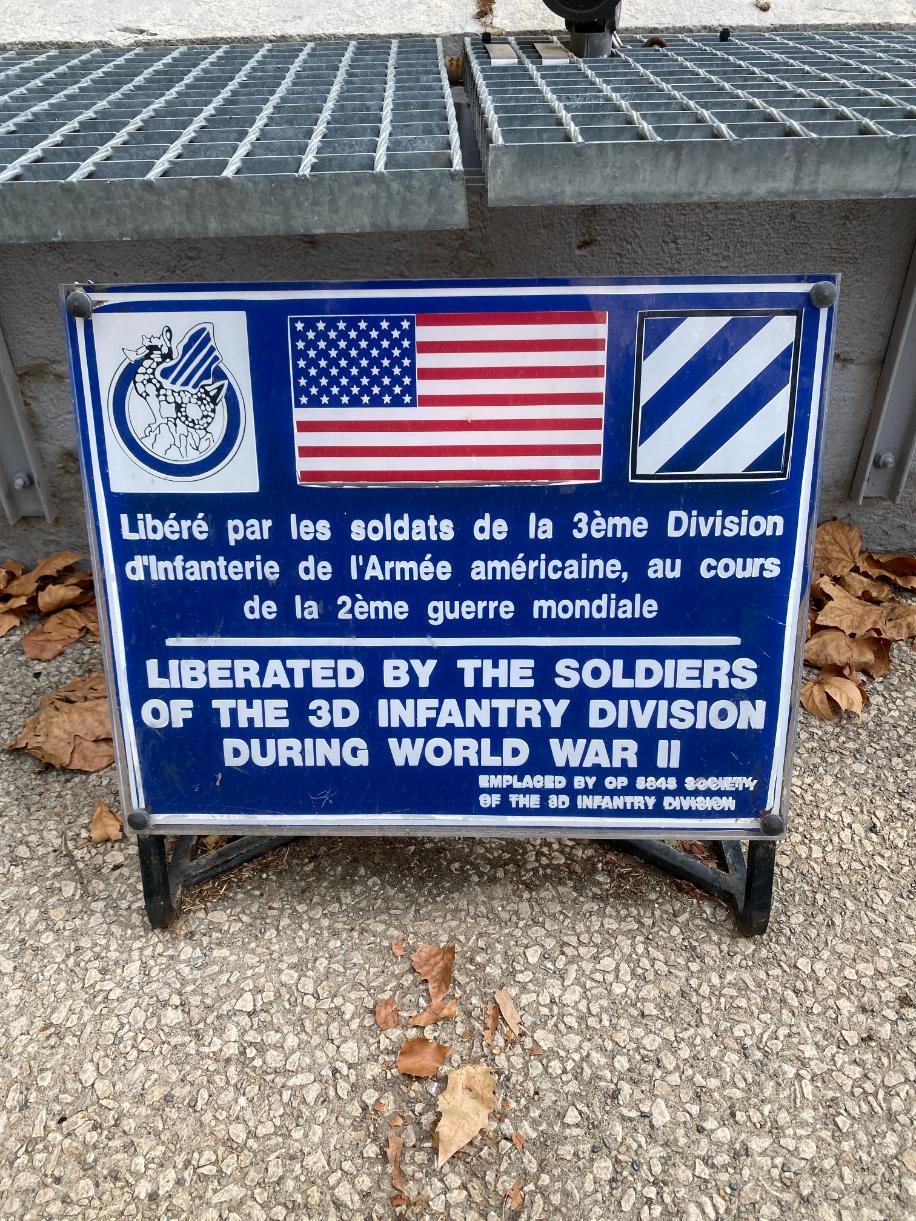 Libéré par les soldats de la 3ème Division
d'Infanterie de l'Armée américaine, au cours
de la 2ème guerre mondiale
LIBERATED BY THE SOLDIERS
OF THE 3D INFANTRY DIVISION
DURING WORLD WAR II
EMPLACED BY OP 5845 SOCIETY
OF THE 3D INFANTRY DIVISION